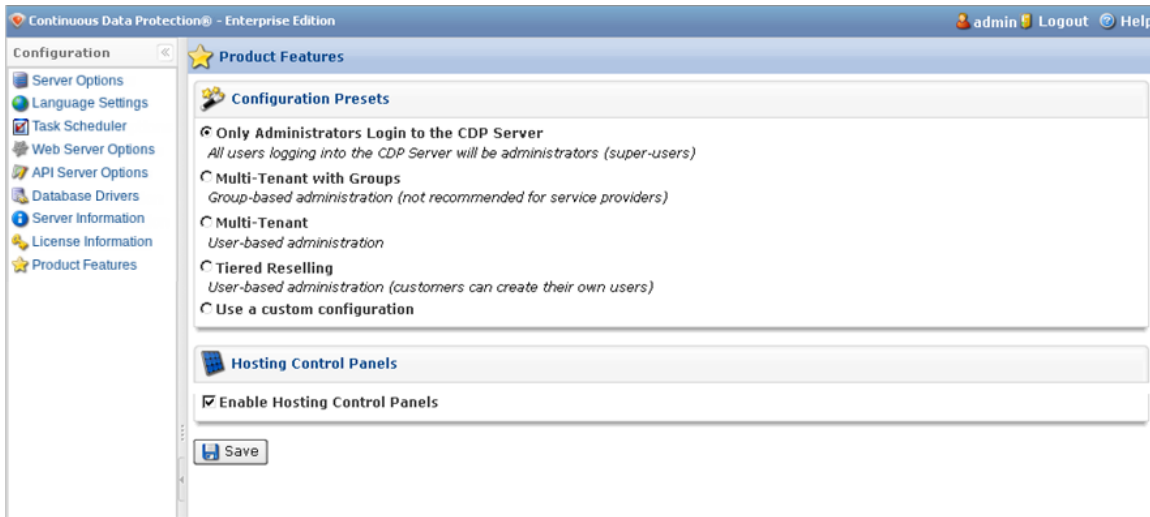 Continuous Data Protection® - Enterprise Edition
admin Logout Help
Configuration
Server Options
Language Settings
Task Scheduler
Web Server Options
API Server Options
Database Drivers
Server Information
License Information
Product Features
Product Features
Configuration Presets
Only Administrators Login to the CDP Server
All users logging into the CDP Server will be administrators (super-users)
Multi-Tenant with Groups
Group-based administration (not recommended for service providers)
Multi-Tenant
User-based administration
Tiered Reselling
User-based administration (customers can create their own users)
Use a custom configuration
Hosting Control Panels
Enable Hosting Control Panels
Save